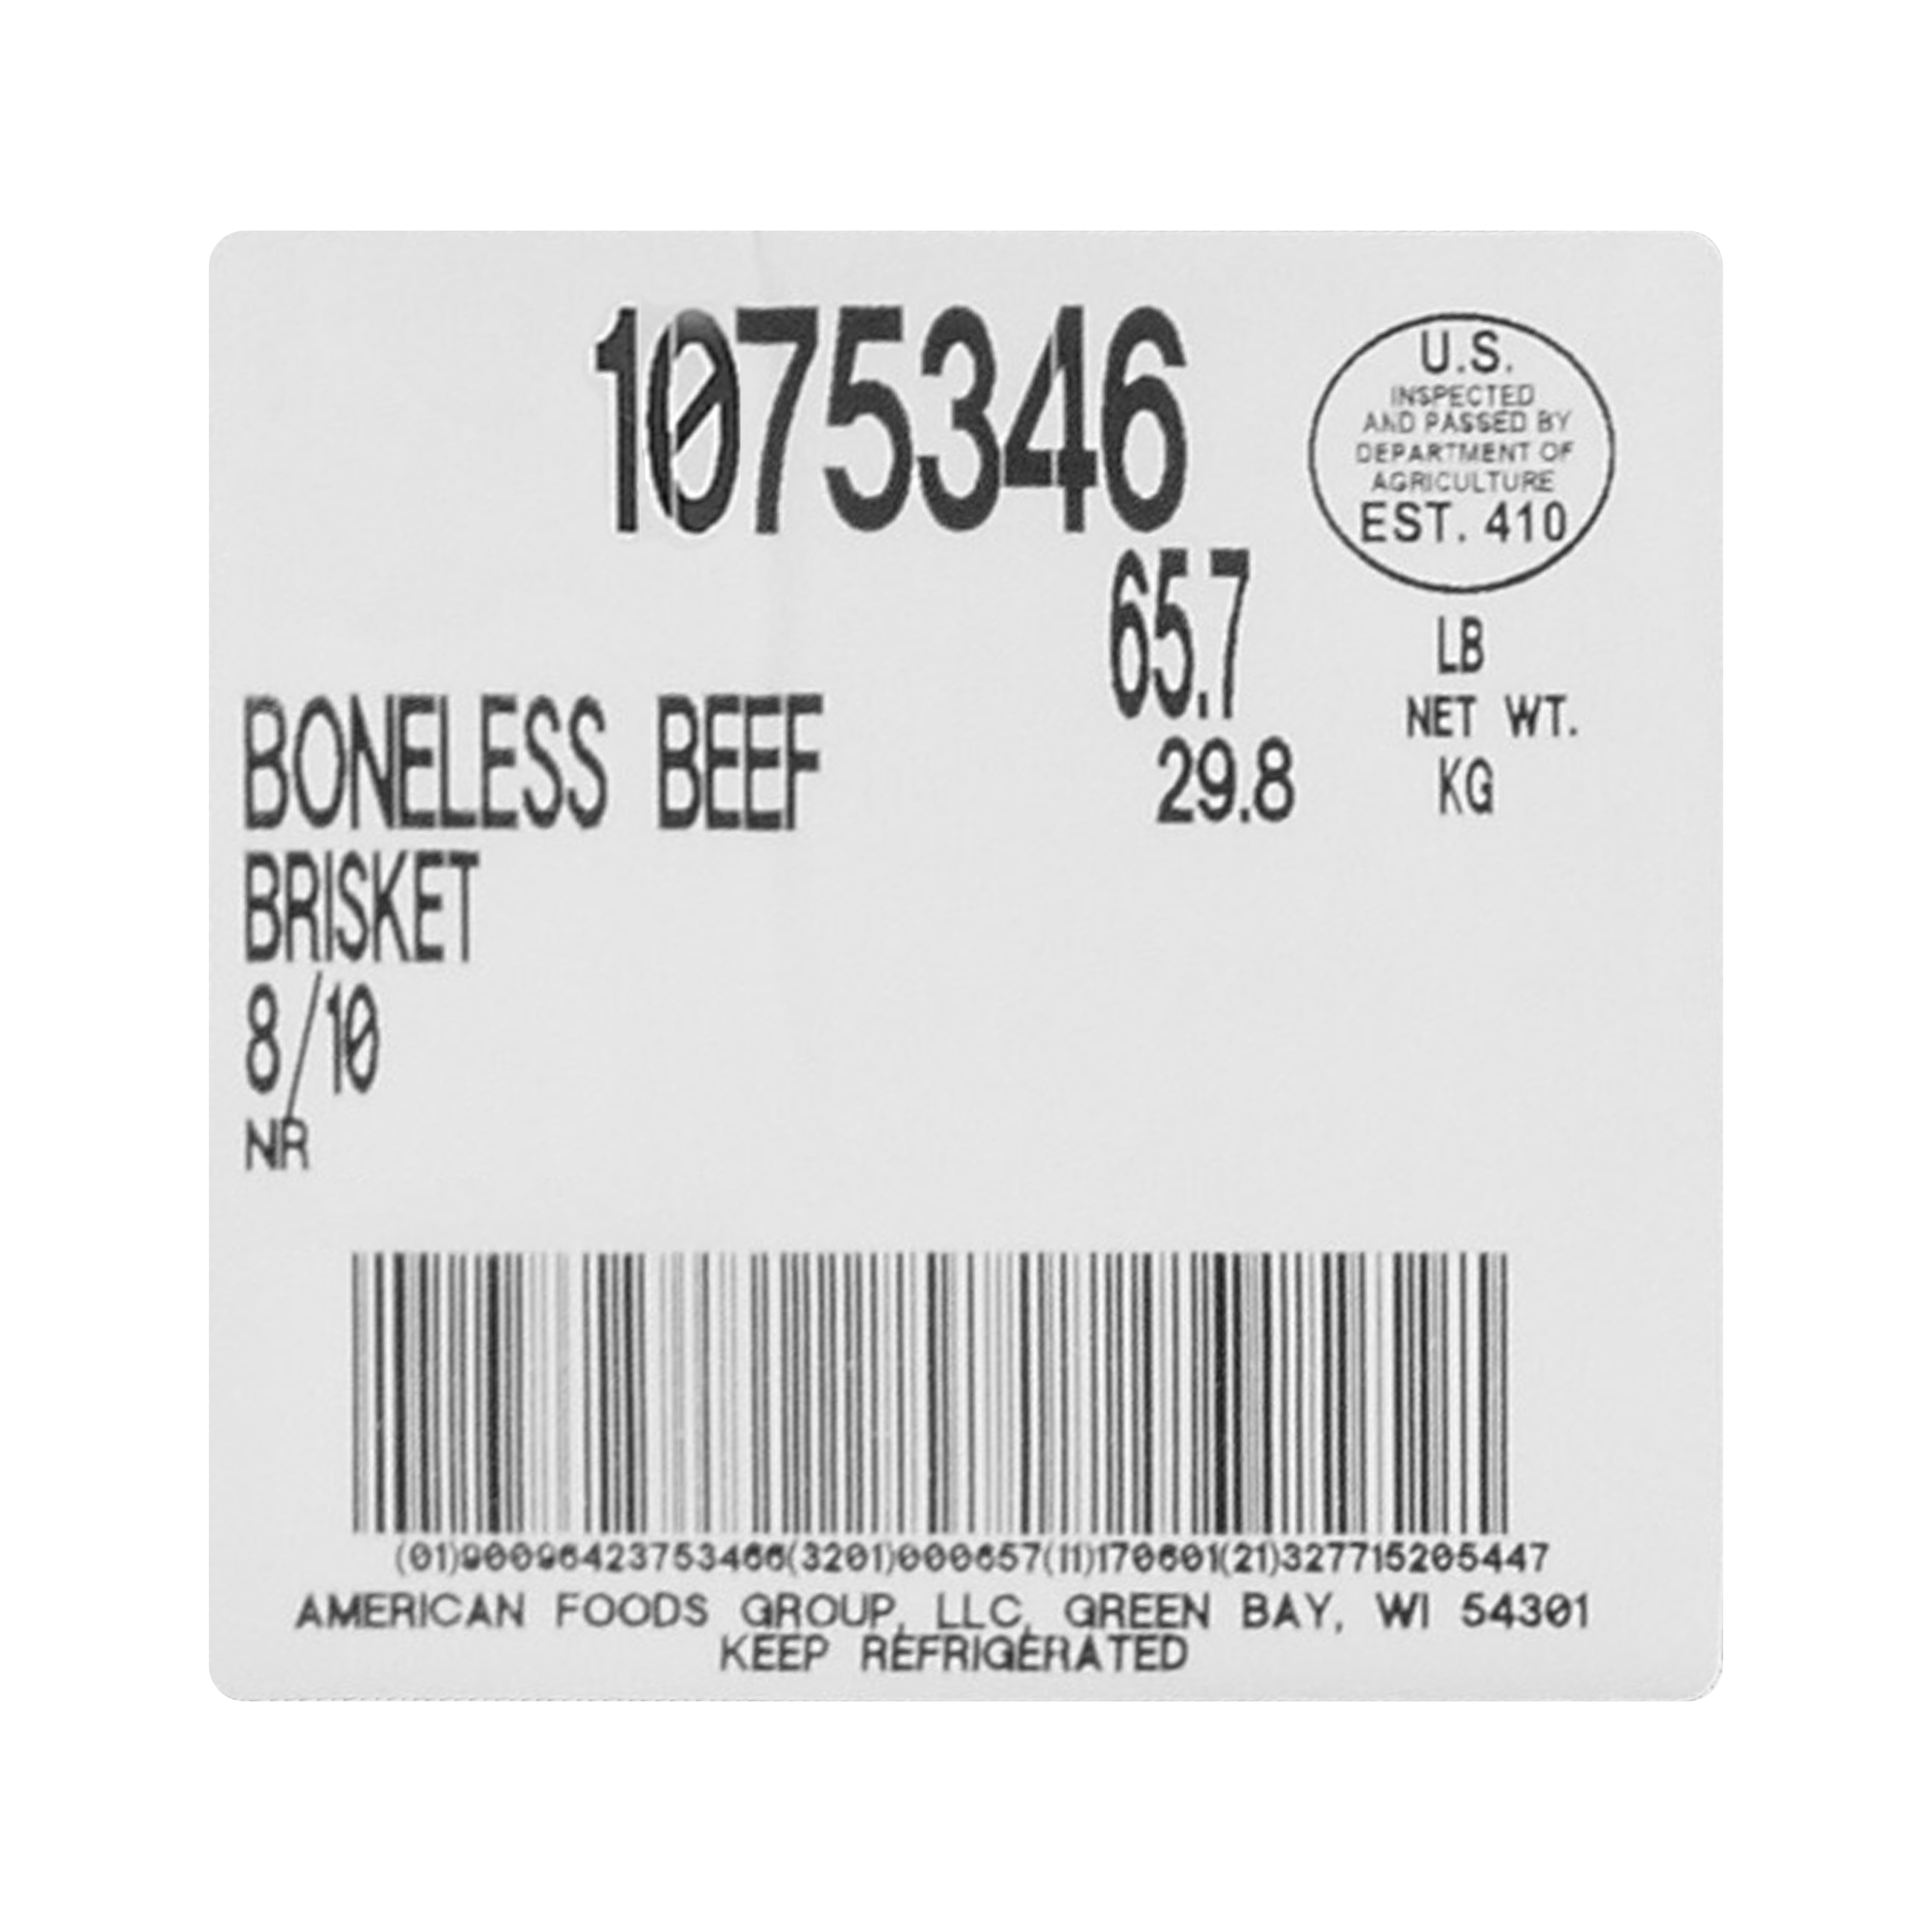 1075346
U.S.
INSPECTED
AND PASSED BY
DEPARTMENT OF
AGRICULTURE
EST. 410
65.7 LB
NET WT.
BONELESS BEEF
29.8 KG
BRISKET
8/10
NR
(01)90096423753466(3201)000657(11)170601(21)327715205447
AMERICAN FOODS GROUP, LLC, GREEN BAY, WI 54301
KEEP REFRIGERATED